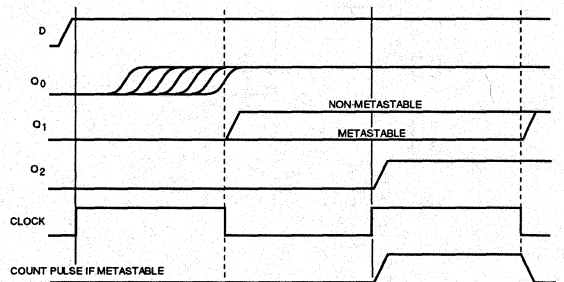 D
Q0
NON-METASTABLE
Q1
METASTABLE
Q2
CLOCK
COUNT PULSE IF METASTABLE